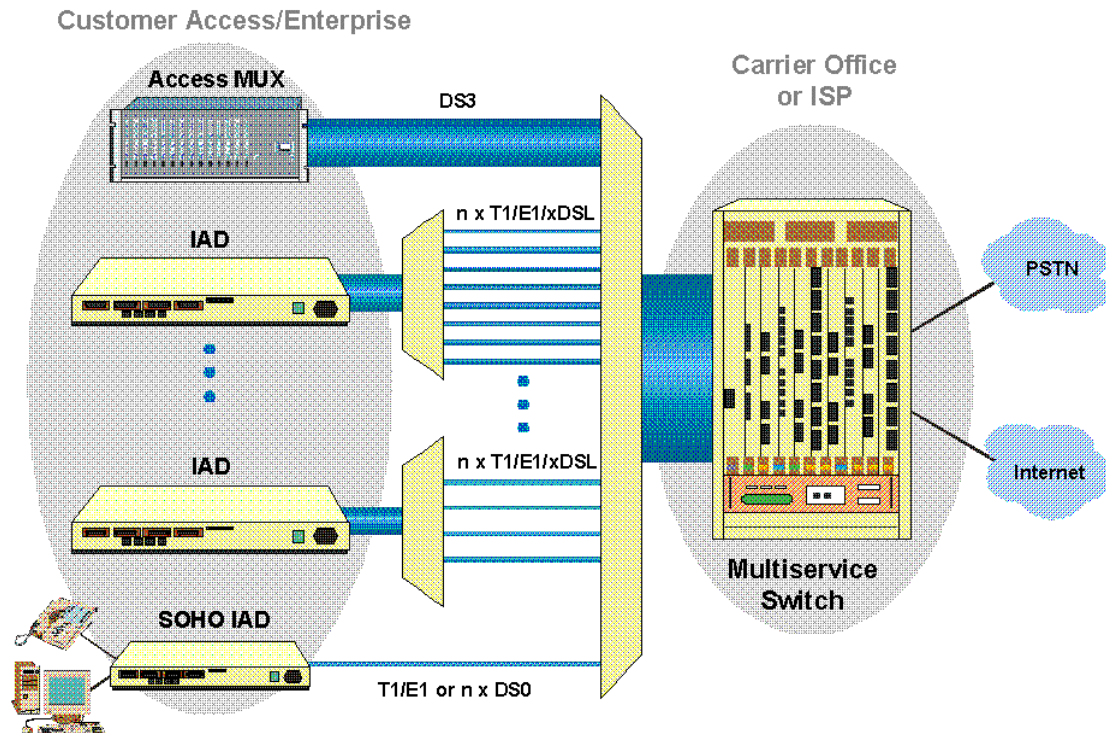 Customer Access/Enterprise
Access MUX
DS3
Carrier Office
or ISP
n x T1/E1/xDSL
IAD
PSTN
IAD
n x T1/E1/xDSL
Internet
Multiservice
Switch
SOHO IAD
T1/E1 or n x DS0